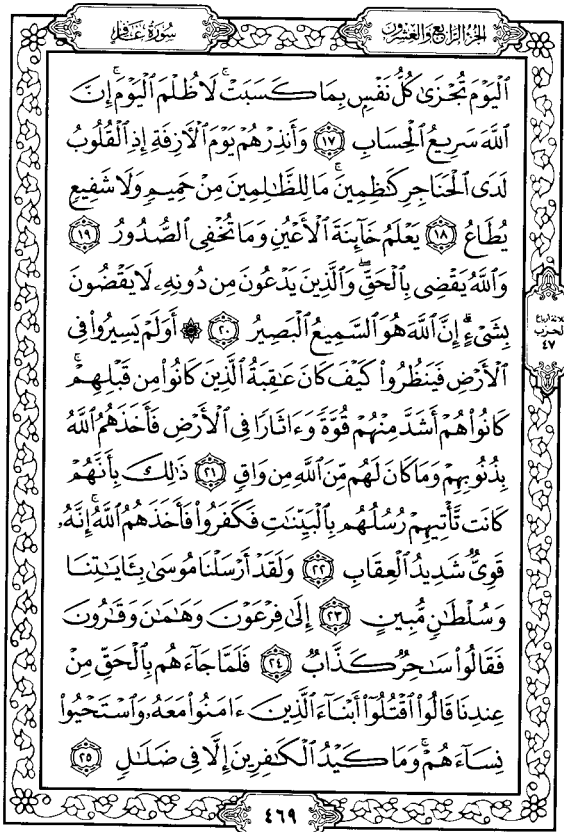 الجزء الرابع والعشرون
سورة غافر
ٱلْيَوْمَ تُجْزَىٰ كُلُّ نَفْسٍۭ بِمَا كَسَبَتْ ۚ لَا ظُلْمَ ٱلْيَوْمَ ۚ إِنَّ
ٱللَّهَ سَرِيعُ ٱلْحِسَابِ ١٧ وَأَنذِرْهُمْ يَوْمَ ٱلْأَزِفَةِ إِذِ ٱلْقُلُوبُ
لَدَى ٱلْحَنَاجِرِ كَٰظِمِينَ ۚ مَا لِلظَّٰلِمِينَ مِنْ حَمِيمٍ وَلَا شَفِيعٍ
يُطَاعُ ١٨ يَعْلَمُ خَآئِنَةَ ٱلْأَعْيُنِ وَمَا تُخْفِى ٱلصُّدُورُ ١٩
وَٱللَّهُ يَقْضِى بِٱلْحَقِّ ۖ وَٱلَّذِينَ يَدْعُونَ مِن دُونِهِۦ لَا يَقْضُونَ
بِشَىْءٍ ۗ إِنَّ ٱللَّهَ هُوَ ٱلسَّمِيعُ ٱلْبَصِيرُ ٢٠ ۞ أَوَلَمْ يَسِيرُوا۟ فِى
ٱلْأَرْضِ فَيَنظُرُوا۟ كَيْفَ كَانَ عَٰقِبَةُ ٱلَّذِينَ كَانُوا۟ مِن قَبْلِهِمْ ۚ
كَانُوا۟ هُمْ أَشَدَّ مِنْهُمْ قُوَّةً وَءَاثَارًا فِى ٱلْأَرْضِ فَأَخَذَهُمُ ٱللَّهُ
بِذُنُوبِهِمْ وَمَا كَانَ لَهُم مِّنَ ٱللَّهِ مِن وَاقٍ ٢١ ذَٰلِكَ بِأَنَّهُمْ
كَانَت تَّأْتِيهِمْ رُسُلُهُم بِٱلْبَيِّنَٰتِ فَكَفَرُوا۟ فَأَخَذَهُمُ ٱللَّهُ ۚ إِنَّهُۥ
قَوِىٌّ شَدِيدُ ٱلْعِقَابِ ٢٢ وَلَقَدْ أَرْسَلْنَا مُوسَىٰ بِـَٔايَٰتِنَا
وَسُلْطَٰنٍ مُّبِينٍ ٢٣ إِلَىٰ فِرْعَوْنَ وَهَٰمَٰنَ وَقَٰرُونَ
فَقَالُوا۟ سَٰحِرٌ كَذَّابٌ ٢٤ فَلَمَّا جَآءَهُم بِٱلْحَقِّ مِنْ
عِندِنَا قَالُوا۟ ٱقْتُلُوٓا۟ أَبْنَآءَ ٱلَّذِينَ ءَامَنُوا۟ مَعَهُۥ وَٱسْتَحْيُوا۟
نِسَآءَهُمْ ۚ وَمَا كَيْدُ ٱلْكَٰفِرِينَ إِلَّا فِى ضَلَٰلٍ ٢٥
ثلاثة أرباع
الحزب
٤٧
٤٦٩